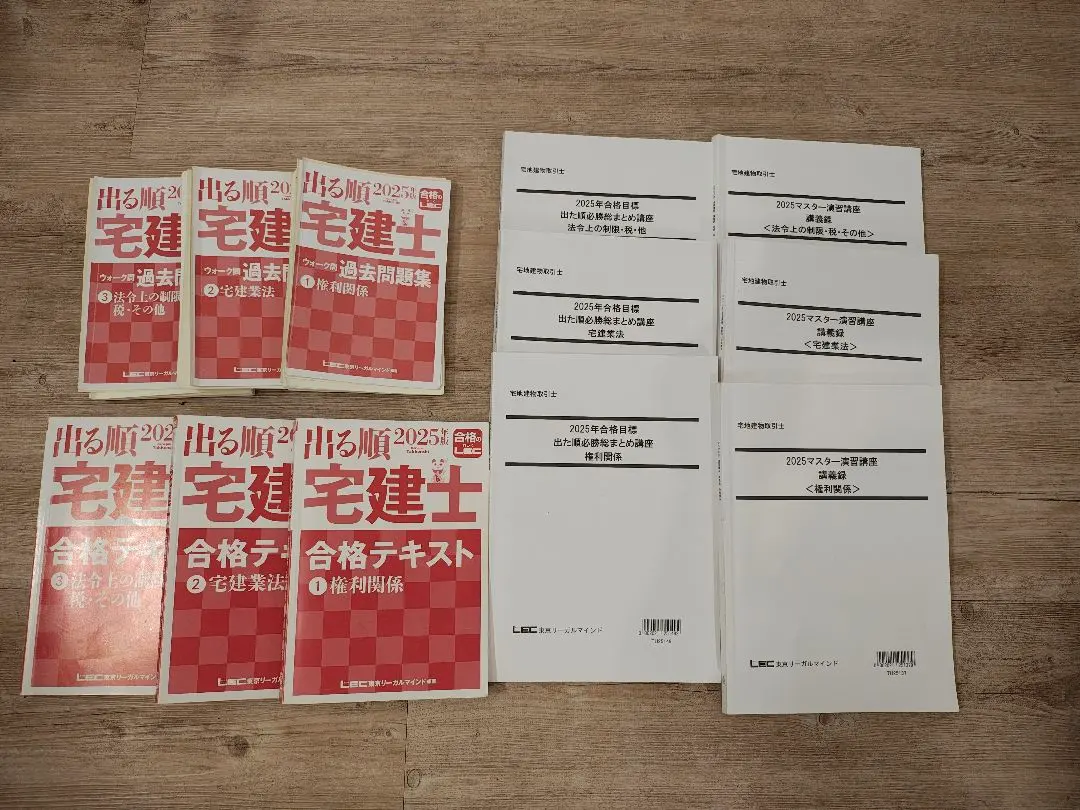 出る順 20
宅建
ウォーク問 過去問
③ 法令上の制限
税・その他
出る順 202
宅建
ウォーク問 過去問
② 宅建業法
出る順 2025年版
合格のLEC
宅建士
ウォーク問 過去問題集
① 権利関係
LEC東京リーガルマインド
出る順 202
宅建
合格テキ
③ 法令上の制限
税・その他
出る順 20
宅建
合格テキ
② 宅建業法
LEC東京リ
出る順 2025年版
合格のLEC
宅建士
合格テキスト
① 権利関係
LEC東京リーガルマインド
宅地建物取引士
2025年合格目標
出た順必勝総まとめ講座
法令上の制限・税・他
宅地建物取引士
2025年合格目標
出た順必勝総まとめ講座
宅建業法
宅地建物取引士
2025年合格目標
出た順必勝総まとめ講座
権利関係
LEC東京リーガルマインド
宅地建物取引士
2025マスター演習講座
講義録
<法令上の制限・税・その他>
宅地建物取引士
2025マスター演習講座
講義録
<宅建業法>
宅地建物取引士
2025マスター演習講座
講義録
<権利関係>
LEC東京リーガルマインド